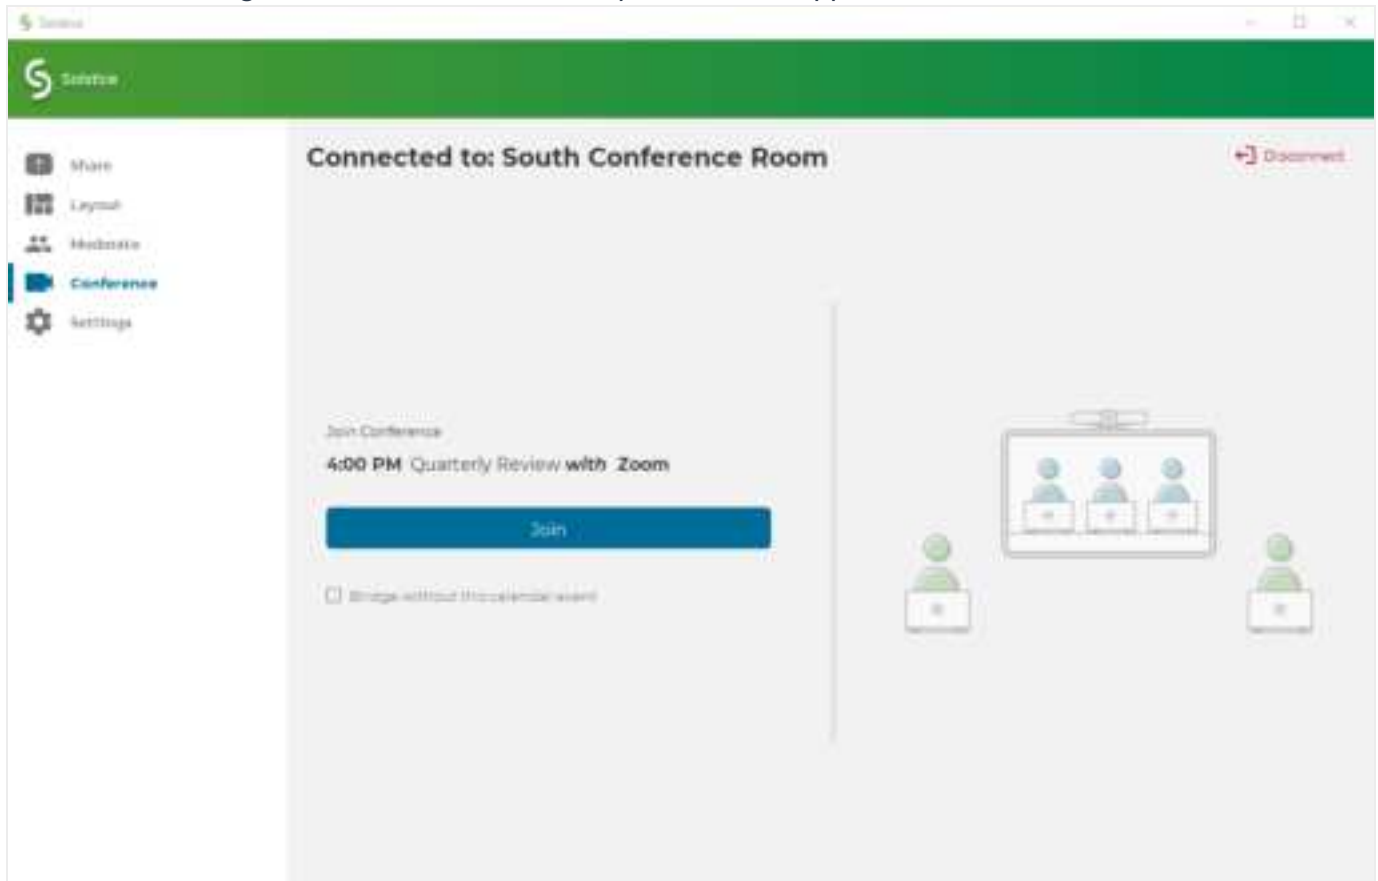 Solstice
Solstice
Share
Layout
Moderate
Conference
Settings
Connected to: South Conference Room
Disconnect
Join Conference
4:00 PM Quarterly Review with Zoom
Join
Bridge without this calendar event